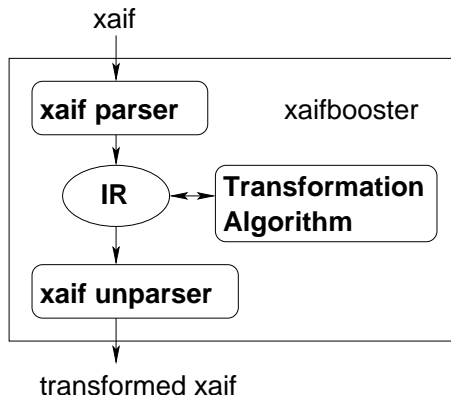 xaif
xaif parser
xaifbooster
IR
Transformation
Algorithm
xaif unparser
transformed xaif